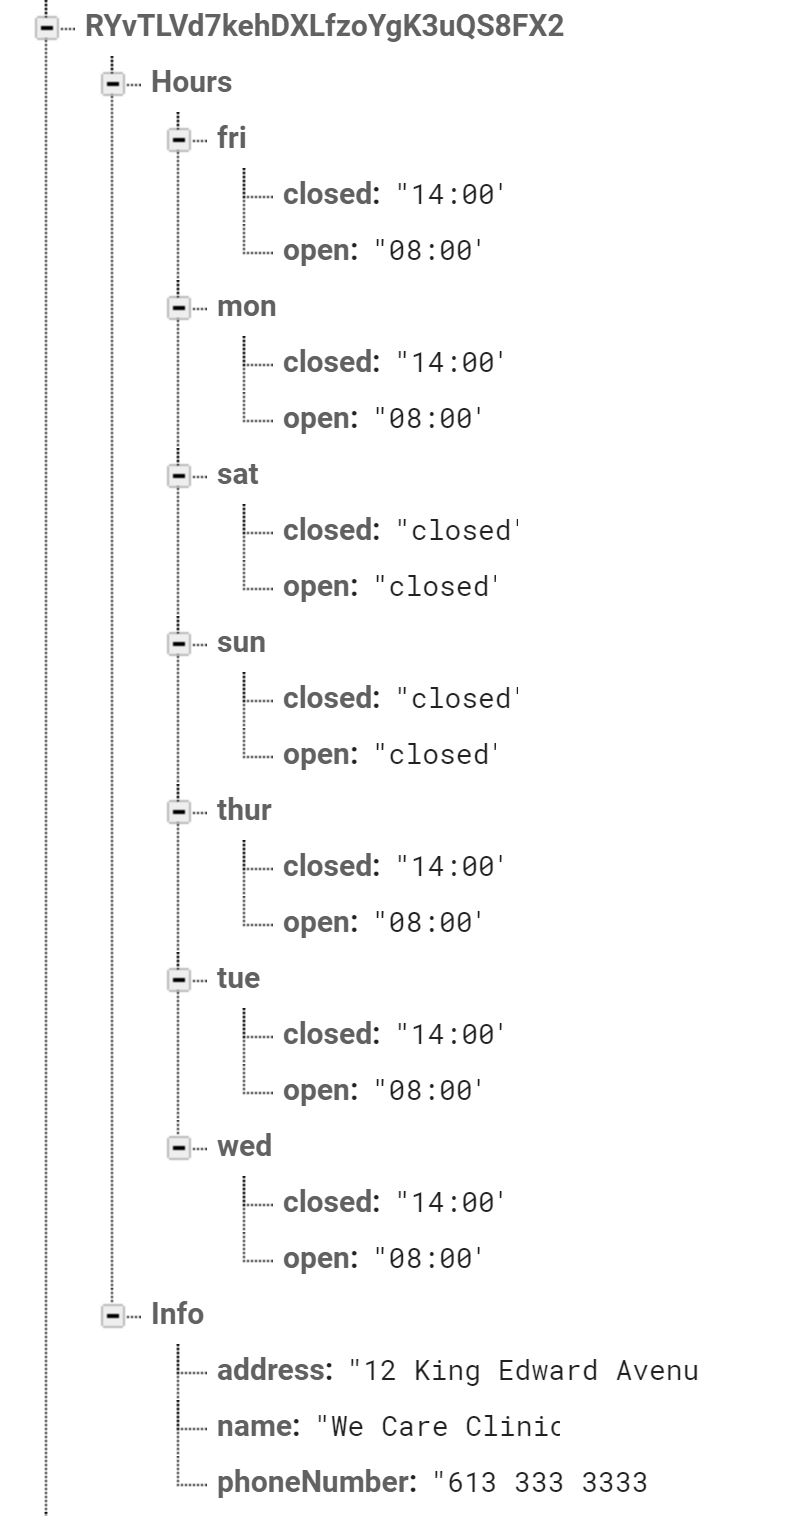 RYvTLVd7kehDXLfzoYgK3uQS8FX2
Hours
fri
closed: "14:00'
open: "08:00'
mon
closed: "14:00'
open: "08:00'
sat
closed: "closed'
open: "closed'
sun
closed: "closed'
open: "closed'
thur
closed: "14:00'
open: "08:00'
tue
closed: "14:00'
open: "08:00'
wed
closed: "14:00'
open: "08:00'
Info
address: "12 King Edward Avenu
name: "We Care Clinic
phoneNumber: "613 333 3333